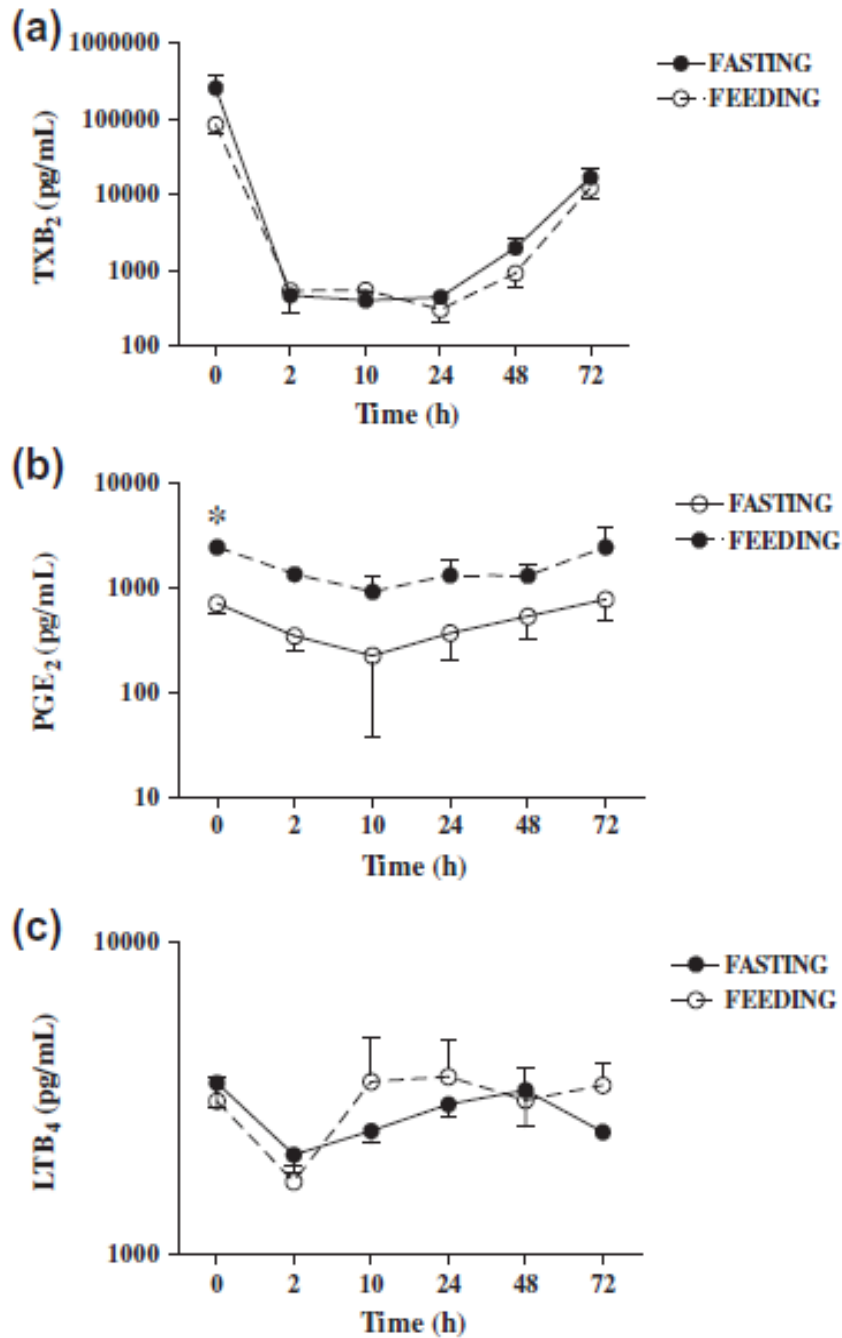 (a)
1000000
100000
10000
1000
100
TXB2 (pg/mL)
FASTING
FEEDING
0 2 10 24 48 72
Time (h)
(b)
10000
1000
100
10
PGE2 (pg/mL)
*
FASTING
FEEDING
0 2 10 24 48 72
Time (h)
(c)
10000
1000
LTB4 (pg/mL)
FASTING
FEEDING
0 2 10 24 48 72
Time (h)